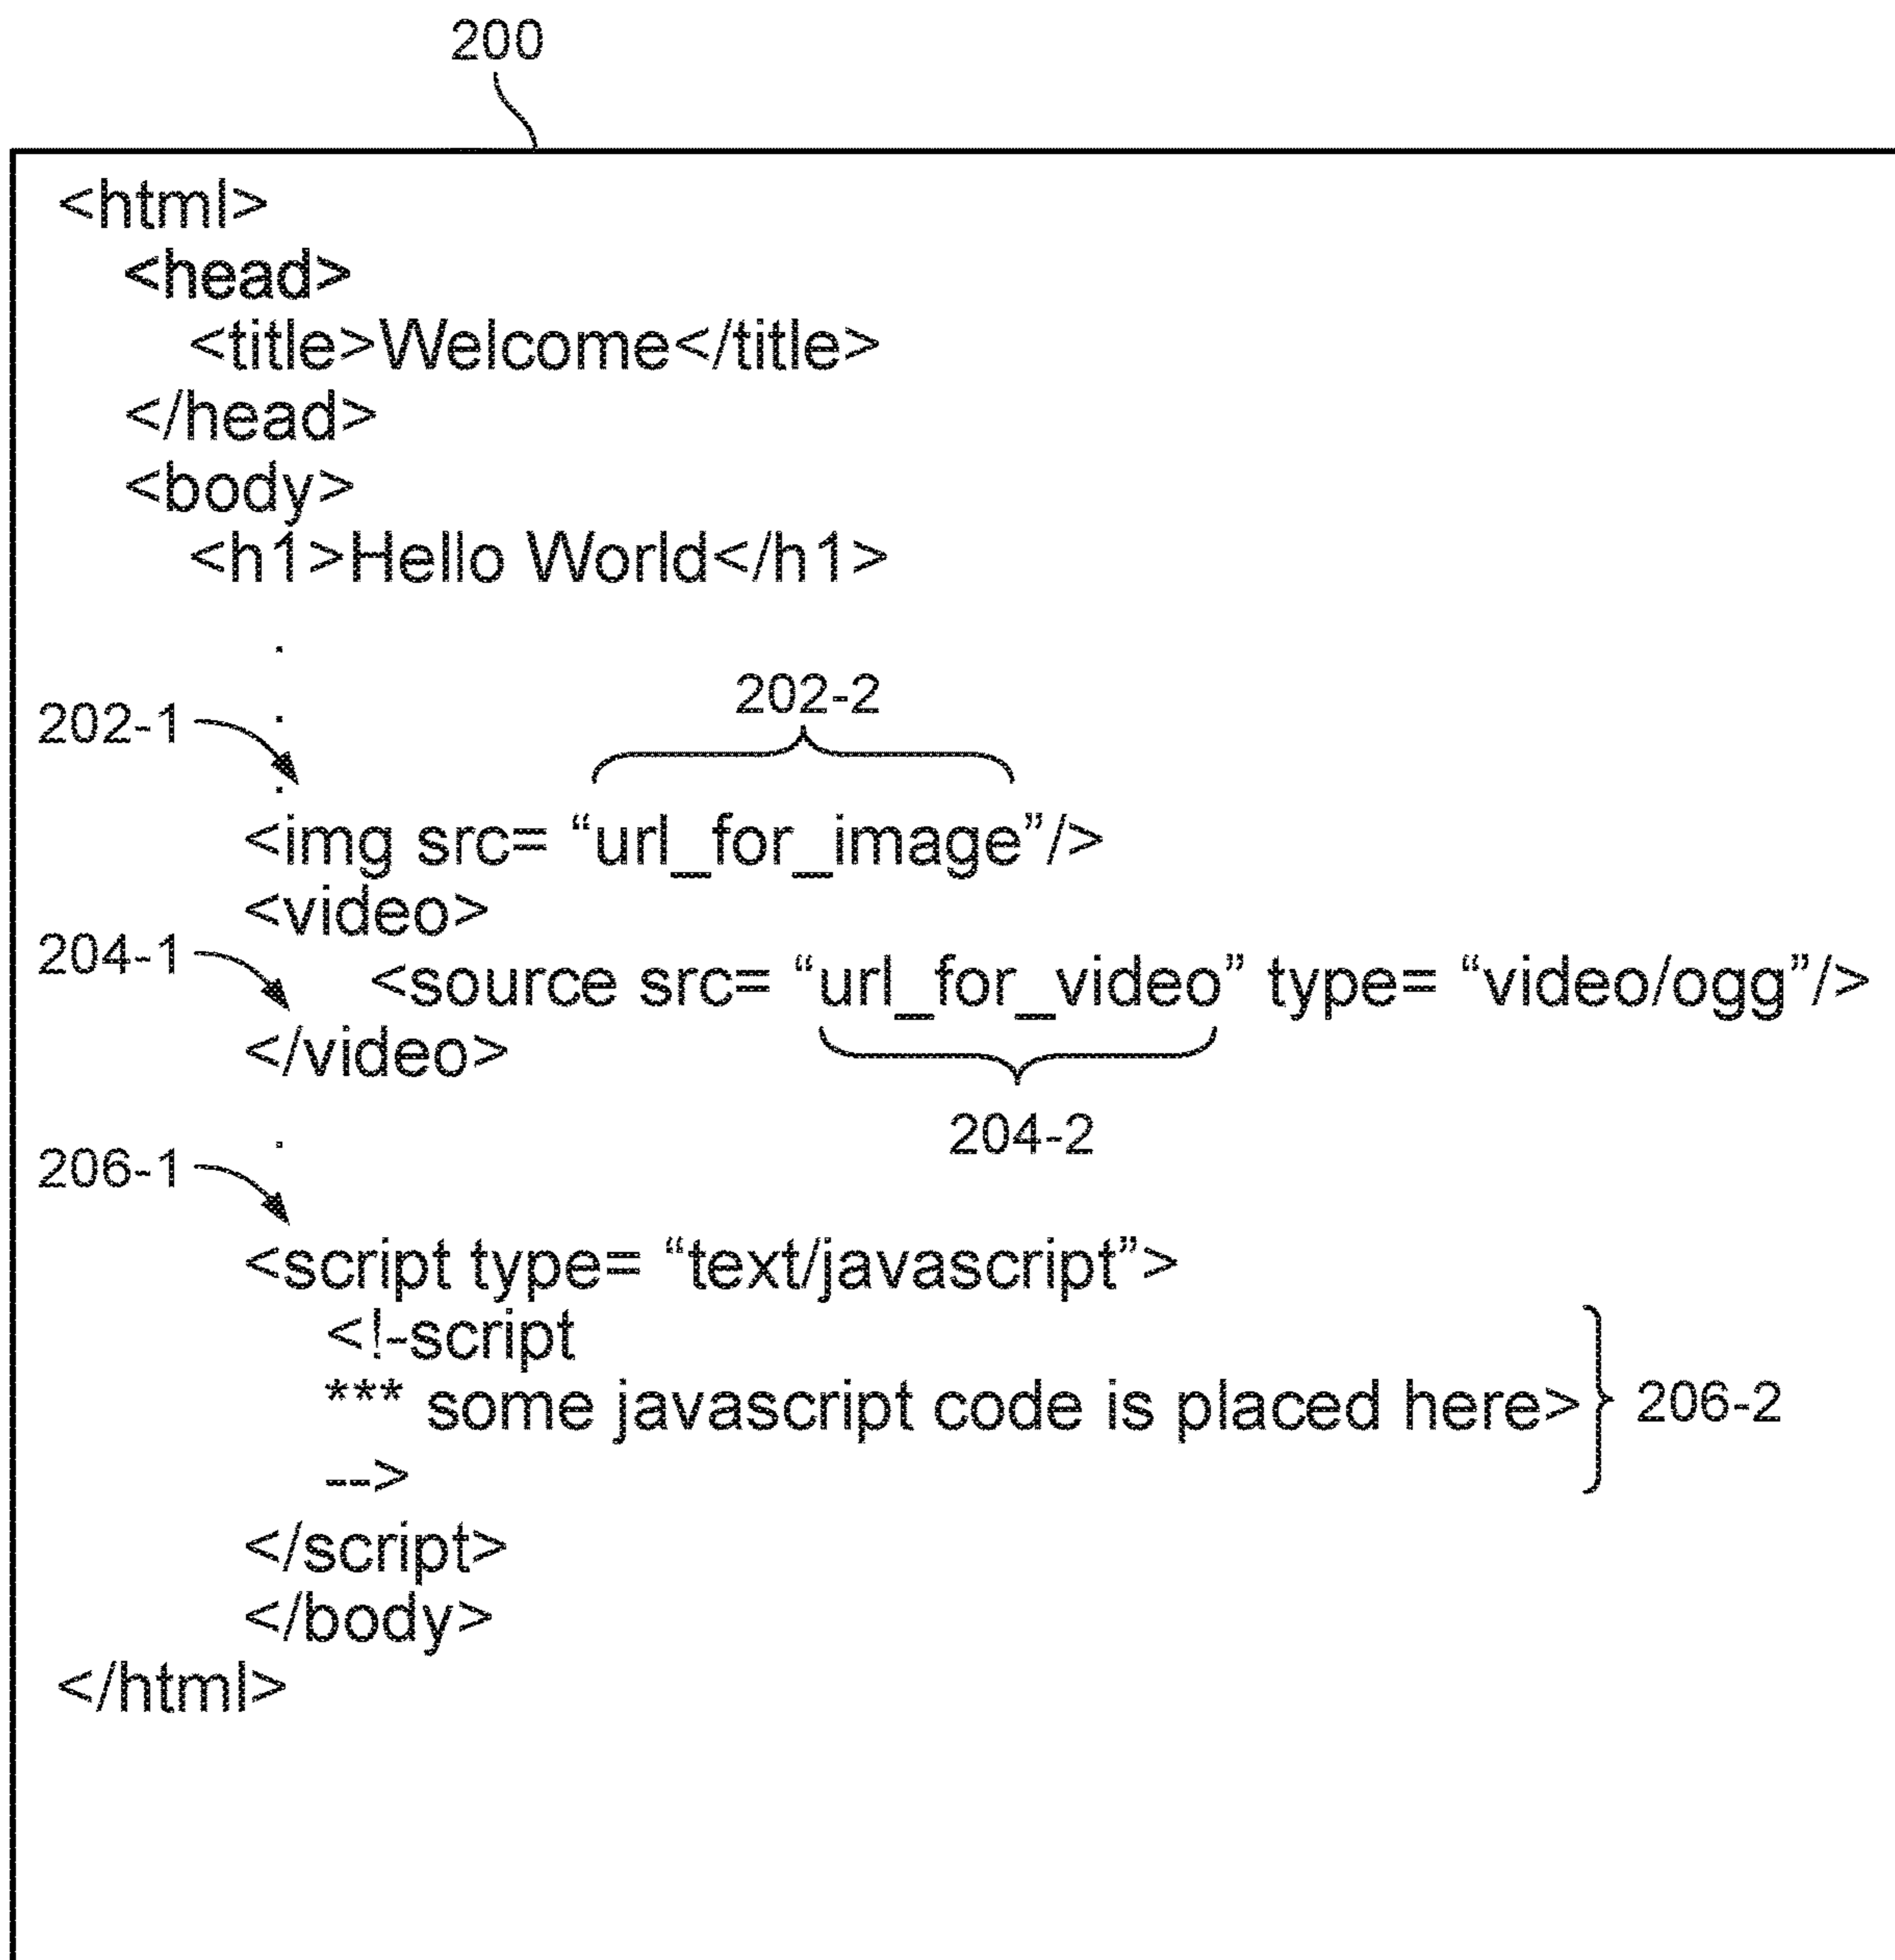 200
<html>
<head>
<title>Welcome</title>
</head>
<body>
<h1>Hello World</h1>
.
202-1 . 202-2
.
<img src= “url_for_image”/>
<video>
204-1 <source src= “url_for_video” type= “video/ogg”/>
</video>
204-2
.
206-1
<script type= “text/javascript”>
<!-script
*** some javascript code is placed here> 206-2
-->
</script>
</body>
</html>